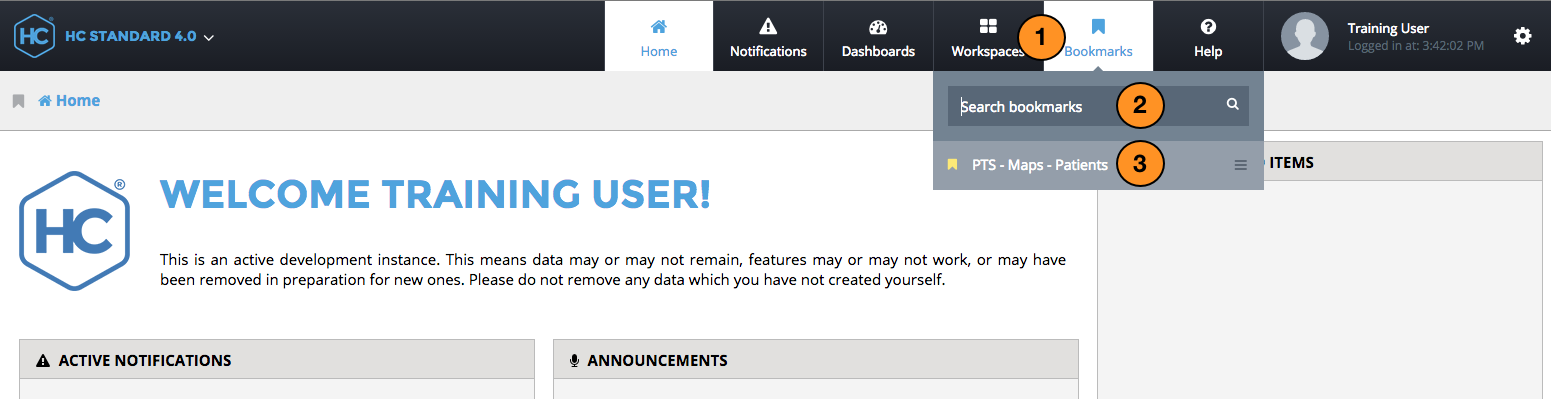 HC
HC STANDARD 4.0
Home
Notifications
Dashboards
Workspaces
1
Bookmarks
Help
Training User
Logged in at: 3:42:02 PM
Home
Search bookmarks
2
PTS - Maps - Patients
3
ITEMS
HC
®
WELCOME TRAINING USER!
This is an active development instance. This means data may or may not remain, features may or may not work, or may have
been removed in preparation for new ones. Please do not remove any data which you have not created yourself.
ACTIVE NOTIFICATIONS
ANNOUNCEMENTS